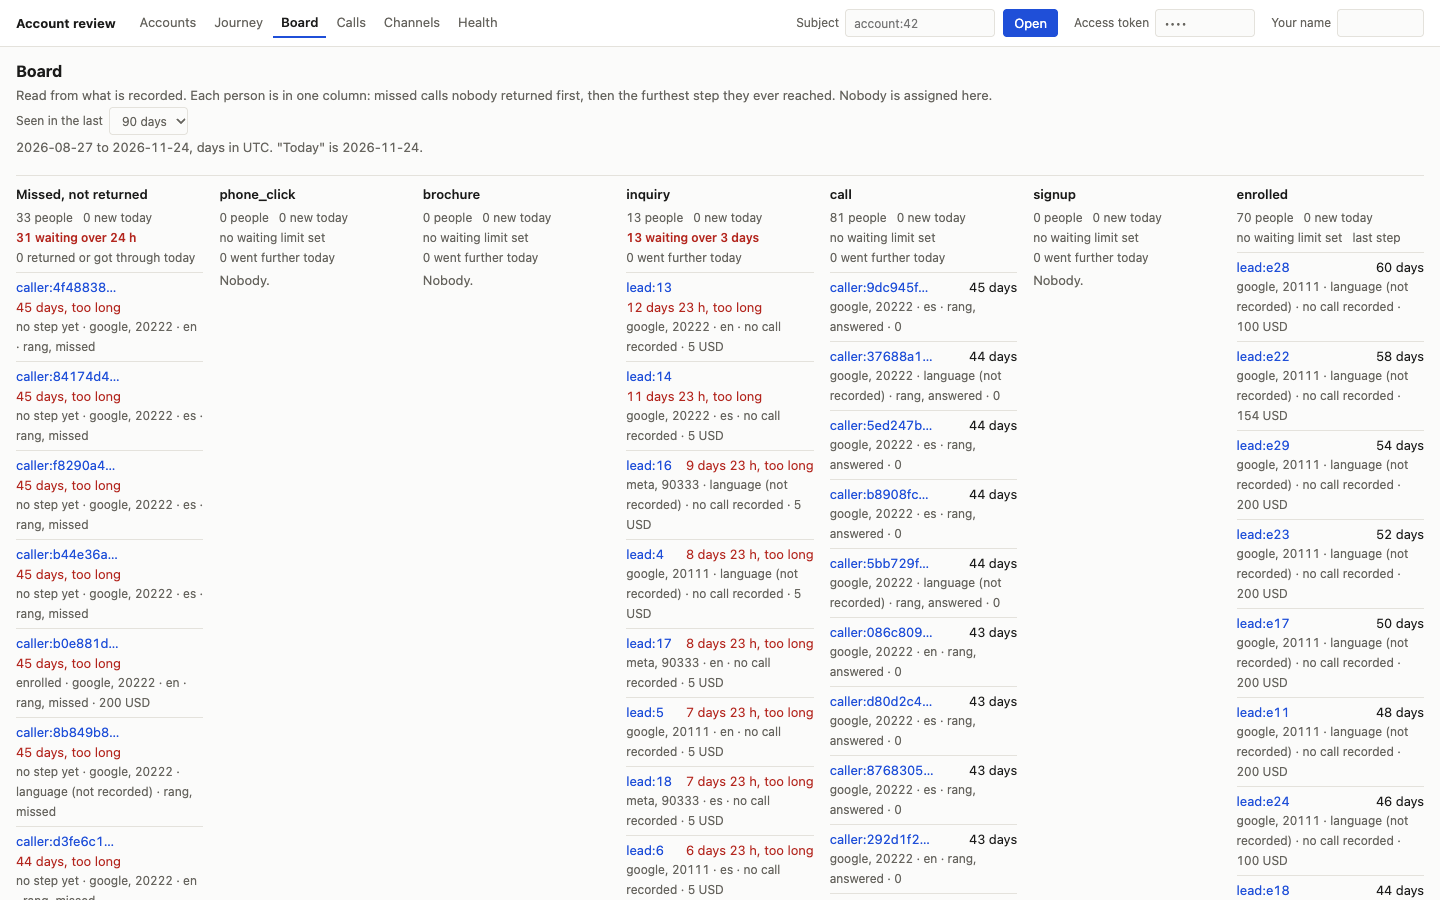 Account review
Accounts Journey Board Calls Channels Health
Subject account:42 Open Access token •••• Your name
Board
Read from what is recorded. Each person is in one column: missed calls nobody returned first, then the furthest step they ever reached. Nobody is assigned here.
Seen in the last 90 days
2026-08-27 to 2026-11-24, days in UTC. "Today" is 2026-11-24.
Missed, not returned
33 people 0 new today
31 waiting over 24 h
0 returned or got through today
caller:4f48838...
45 days, too long
no step yet · google, 20222 · en
· rang, missed
caller:84174d4...
45 days, too long
no step yet · google, 20222 · es ·
rang, missed
caller:f8290a4...
45 days, too long
no step yet · google, 20222 · es ·
rang, missed
caller:b44e36a...
45 days, too long
no step yet · google, 20222 · es ·
rang, missed
caller:b0e881d...
45 days, too long
enrolled · google, 20222 · en ·
rang, missed · 200 USD
caller:8b849b8...
45 days, too long
no step yet · google, 20222 ·
language (not recorded) · rang,
missed
caller:d3fe6c1...
44 days, too long
no step yet · google, 20222 · en
· rang, missed
phone_click
0 people 0 new today
no waiting limit set
0 went further today
Nobody.
brochure
0 people 0 new today
no waiting limit set
0 went further today
Nobody.
inquiry
13 people 0 new today
13 waiting over 3 days
0 went further today
lead:13
12 days 23 h, too long
google, 20222 · en · no call
recorded · 5 USD
lead:14
11 days 23 h, too long
google, 20222 · es · no call
recorded · 5 USD
lead:16 9 days 23 h, too long
meta, 90333 · language (not
recorded) · no call recorded · 5
USD
lead:4 8 days 23 h, too long
google, 20111 · language (not
recorded) · no call recorded · 5
USD
lead:17 8 days 23 h, too long
meta, 90333 · en · no call
recorded · 5 USD
lead:5 7 days 23 h, too long
google, 20111 · en · no call
recorded · 5 USD
lead:18 7 days 23 h, too long
meta, 90333 · es · no call
recorded · 5 USD
lead:6 6 days 23 h, too long
google, 20111 · es · no call
recorded · 5 USD
call
81 people 0 new today
no waiting limit set
0 went further today
caller:9dc945f... 45 days
google, 20222 · es · rang,
answered · 0
caller:37688a1... 44 days
google, 20222 · language (not
recorded) · rang, answered · 0
caller:5ed247b... 44 days
google, 20222 · es · rang,
answered · 0
caller:b8908fc... 44 days
google, 20222 · es · rang,
answered · 0
caller:5bb729f... 44 days
google, 20222 · language (not
recorded) · rang, answered · 0
caller:086c809... 43 days
google, 20222 · en · rang,
answered · 0
caller:d80d2c4... 43 days
google, 20222 · es · rang,
answered · 0
caller:8768305... 43 days
google, 20222 · es · rang,
answered · 0
caller:292d1f2... 43 days
google, 20222 · en · rang,
answered · 0
signup
0 people 0 new today
no waiting limit set
0 went further today
Nobody.
enrolled
70 people 0 new today
no waiting limit set last step
lead:e28 60 days
google, 20111 · language (not
recorded) · no call recorded ·
100 USD
lead:e22 58 days
google, 20111 · language (not
recorded) · no call recorded ·
154 USD
lead:e29 54 days
google, 20111 · language (not
recorded) · no call recorded ·
200 USD
lead:e23 52 days
google, 20111 · language (not
recorded) · no call recorded ·
200 USD
lead:e17 50 days
google, 20111 · language (not
recorded) · no call recorded ·
200 USD
lead:e11 48 days
google, 20111 · language (not
recorded) · no call recorded ·
200 USD
lead:e24 46 days
google, 20111 · language (not
recorded) · no call recorded ·
100 USD
lead:e18 44 days